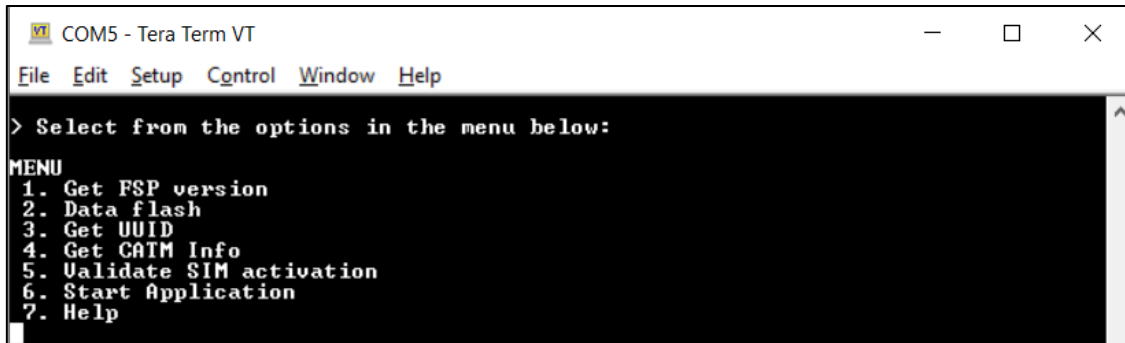 COM5 - Tera Term VT
File Edit Setup Control Window Help
> Select from the options in the menu below:
MENU
1. Get FSP version
2. Data flash
3. Get UUID
4. Get CATM Info
5. Validate SIM activation
6. Start Application
7. Help